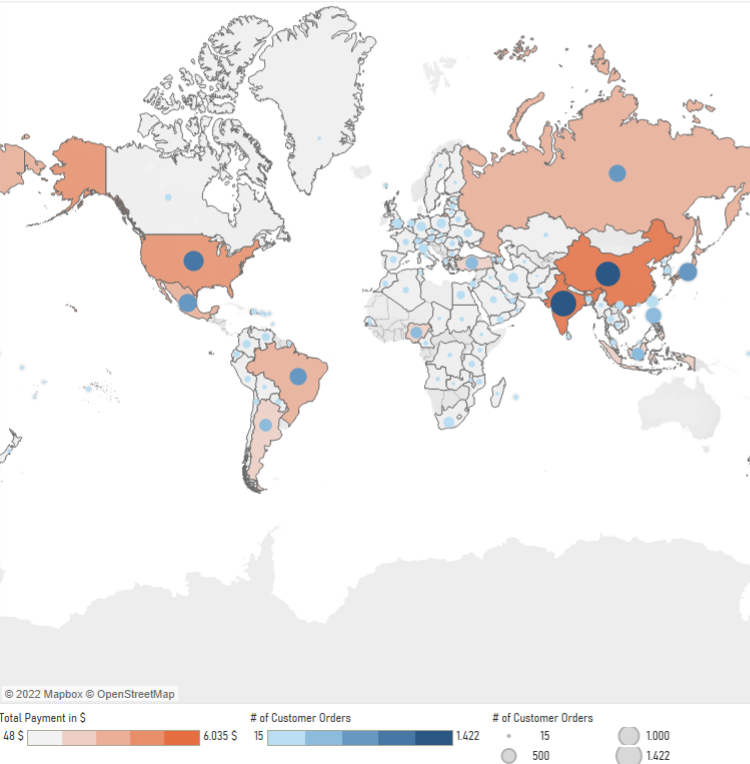 © 2022 Mapbox © OpenStreetMap
Total Payment in $
48 $ 6.035 $
# of Customer Orders
15 1.422
# of Customer Orders
15 1.000
500 1.422